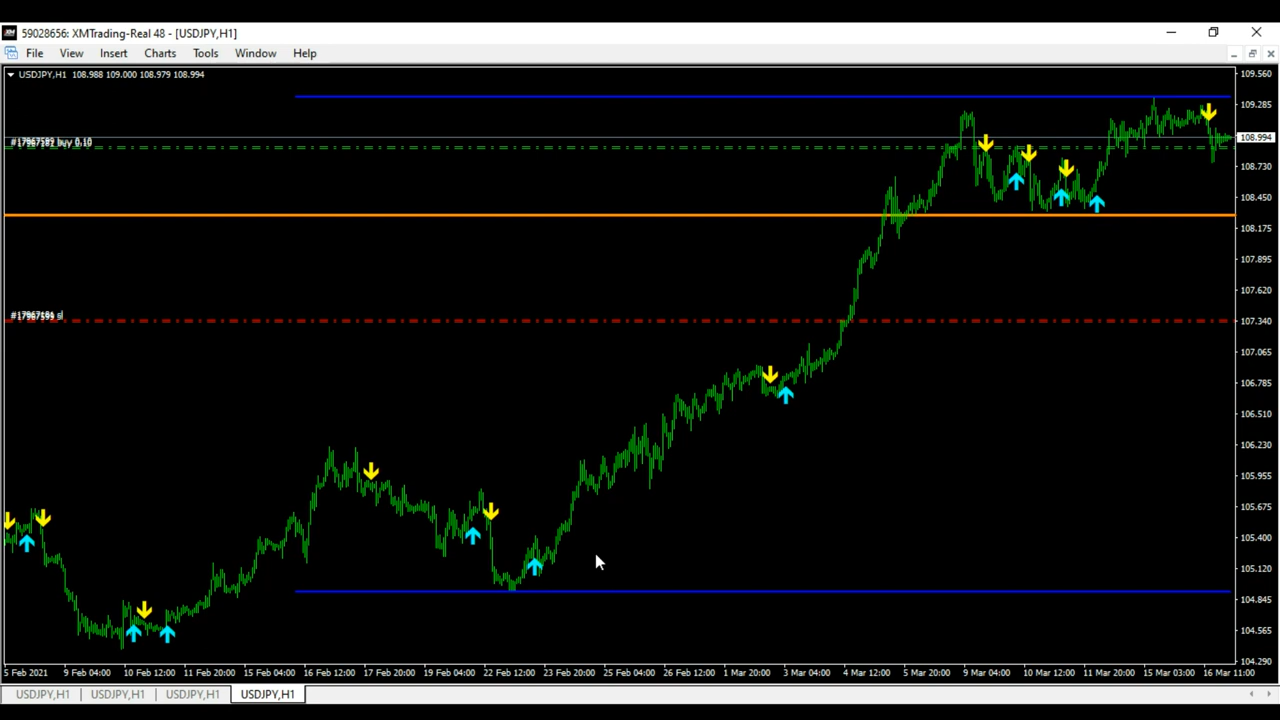 59028656: XMTrading-Real 48 - [USDJPY,H1]
File View Insert Charts Tools Window Help
USDJPY,H1 108.988 109.000 108.979 108.994
109.560
109.285
108.994
buy 0.10
108.730
108.450
108.175
107.895
107.620
sl
107.340
107.065
106.785
106.510
106.230
105.955
105.675
105.400
105.120
104.845
104.565
104.290
5 Feb 2021 9 Feb 04:00 10 Feb 12:00 11 Feb 20:00 15 Feb 04:00 16 Feb 12:00 17 Feb 20:00 19 Feb 04:00 22 Feb 12:00 23 Feb 20:00 25 Feb 04:00 26 Feb 12:00 1 Mar 20:00 3 Mar 04:00 4 Mar 12:00 5 Mar 20:00 9 Mar 04:00 10 Mar 12:00 11 Mar 20:00 15 Mar 03:00 16 Mar 11:00
USDJPY,H1 USDJPY,H1 USDJPY,H1 USDJPY,H1